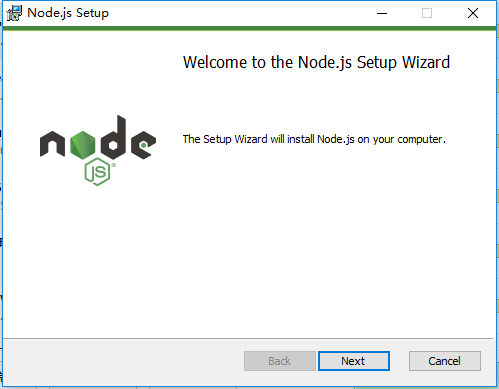 Node.js Setup
Welcome to the Node.js Setup Wizard
node
JS
®
The Setup Wizard will install Node.js on your computer.
Back
Next
Cancel